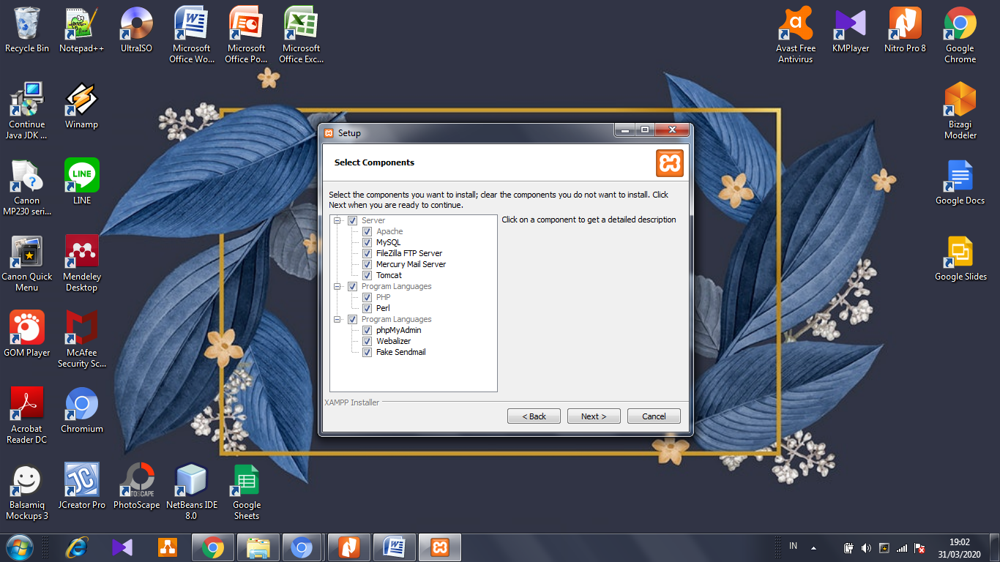 Recycle Bin
Notepad++
UltraISO
Microsoft
Office Wo...
Microsoft
Office Po...
Microsoft
Office Exc...
Avast Free
Antivirus
KMPlayer
Nitro Pro 8
Google
Chrome
Continue
Java JDK ...
Winamp
Bizagi
Modeler
Canon
MP230 seri...
LINE
LINE
Google Docs
Canon Quick
Menu
Mendeley
Desktop
Google Slides
GOM Player
McAfee
Security Sc...
Acrobat
Reader DC
Chromium
Balsamiq
Mockups 3
JC
JCreator Pro
PhotoScape
NetBeans IDE
8.0
Google
Sheets
Setup
Select Components
Select the components you want to install; clear the components you do not want to install. Click
Next when you are ready to continue.
Server
Apache
MySQL
FileZilla FTP Server
Mercury Mail Server
Tomcat
Program Languages
PHP
Perl
Program Languages
phpMyAdmin
Webalizer
Fake Sendmail
Click on a component to get a detailed description
XAMPP Installer
< Back
Next >
Cancel
IN
19:02
31/03/2020